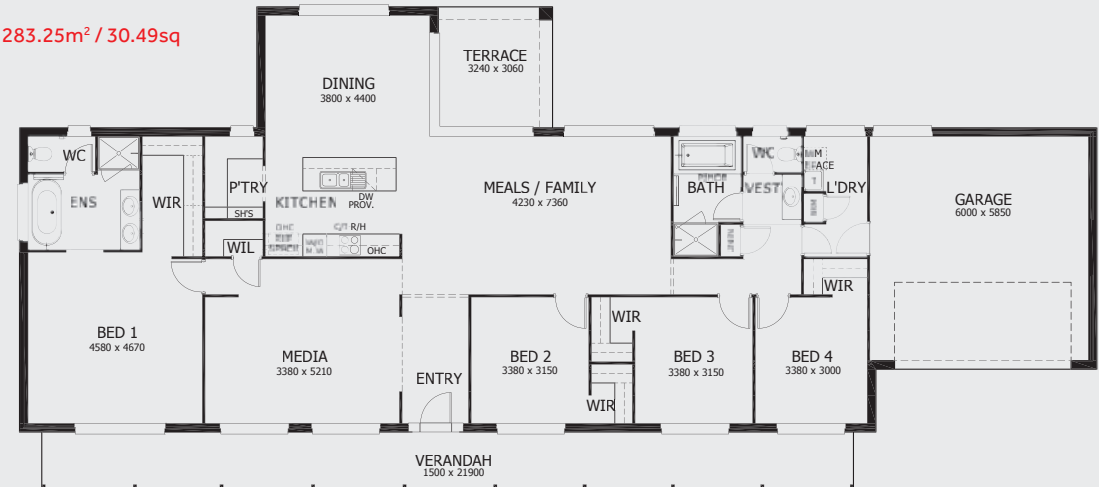 283.25m² / 30.49sq
TERRACE
3240 x 3060
DINING
3800 x 4400
WC
ENS
WIR
P'TRY
SH'S
WIL
KITCHEN
DW
PROV.
R/H
OHC
MEALS / FAMILY
4230 x 7360
BATH
WC
VEST
L'DRY
GARAGE
6000 x 5850
BED 1
4580 x 4670
MEDIA
3380 x 5210
ENTRY
BED 2
3380 x 3150
WIR
WIR
BED 3
3380 x 3150
WIR
BED 4
3380 x 3000
VERANDAH
1500 x 21900